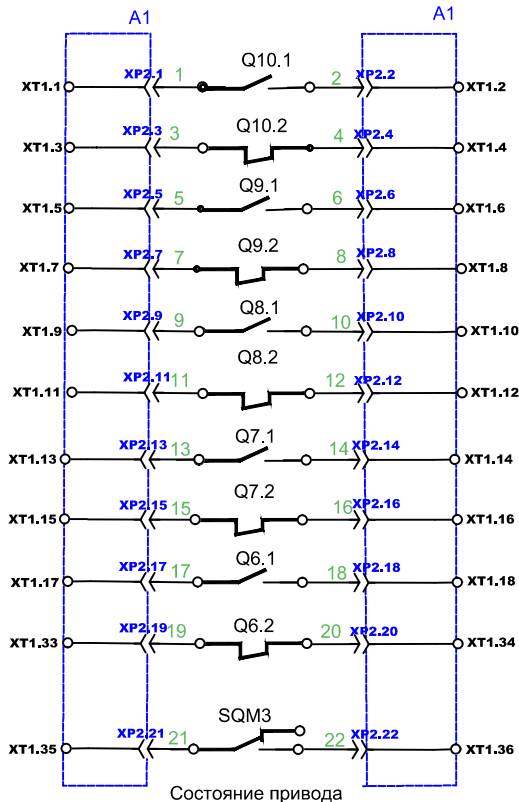 A1 A1
Q10.1
XT1.1 XP2.1 1 2 XP2.2 XT1.2
Q10.2
XT1.3 XP2.3 3 4 XP2.4 XT1.4
Q9.1
XT1.5 XP2.5 5 6 XP2.6 XT1.6
Q9.2
XT1.7 XP2.7 7 8 XP2.8 XT1.8
Q8.1
XT1.9 XP2.9 9 10 XP2.10 XT1.10
Q8.2
XT1.11 XP2.11 11 12 XP2.12 XT1.12
Q7.1
XT1.13 XP2.13 13 14 XP2.14 XT1.14
Q7.2
XT1.15 XP2.15 15 16 XP2.16 XT1.16
Q6.1
XT1.17 XP2.17 17 18 XP2.18 XT1.18
Q6.2
XT1.33 XP2.19 19 20 XP2.20 XT1.34
SQM3
XT1.35 XP2.21 21 22 XP2.22 XT1.36
Состояние привода